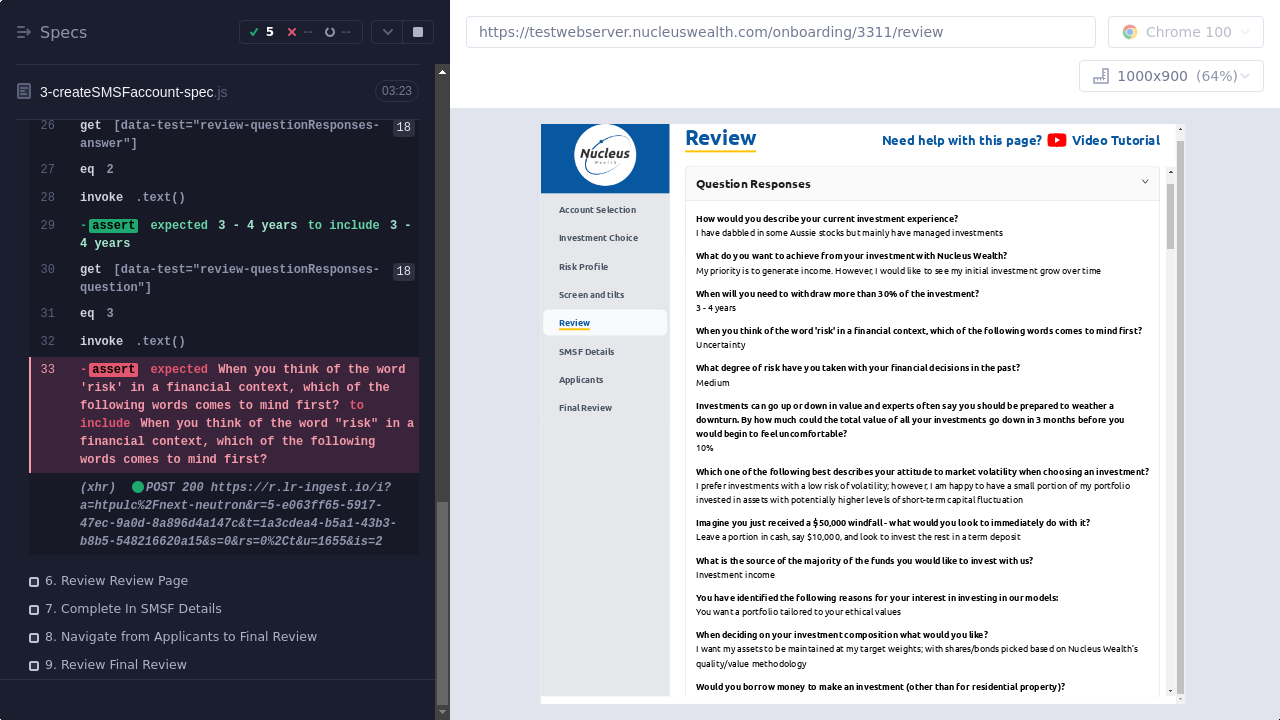 Specs
5
--
--
3-createSMSFaccount-spec.js
03:23
26 get [data-test="review-questionResponses-
answer"]
18
27 eq 2
28 invoke .text()
29 -assert expected 3 - 4 years to include 3 -
4 years
30 get [data-test="review-questionResponses-
question"]
18
31 eq 3
32 invoke .text()
33 -assert expected When you think of the word
'risk' in a financial context, which of the
following words comes to mind first? to
include When you think of the word "risk" in a
financial context, which of the following
words comes to mind first?
(xhr) POST 200 https://r.lr-ingest.io/i?
a=htpulc%2Fnext-neutron&r=5-e063ff65-5917-
47ec-9a0d-8a896d4a147c&t=1a3cdea4-b5a1-43b3-
b8b5-548216620a15&s=0&rs=0%2Ct&u=1655&is=2
6. Review Review Page
7. Complete In SMSF Details
8. Navigate from Applicants to Final Review
9. Review Final Review
https://testwebserver.nucleuswealth.com/onboarding/3311/review
Chrome 100
1000x900 (64%)
Nucleus
Wealth
Account Selection
Investment Choice
Risk Profile
Screen and tilts
Review
SMSF Details
Applicants
Final Review
Review
Need help with this page? Video Tutorial
Question Responses
How would you describe your current investment experience?
I have dabbled in some Aussie stocks but mainly have managed investments
What do you want to achieve from your investment with Nucleus Wealth?
My priority is to generate income. However, I would like to see my initial investment grow over time
When will you need to withdraw more than 30% of the investment?
3 - 4 years
When you think of the word 'risk' in a financial context, which of the following words comes to mind first?
Uncertainty
What degree of risk have you taken with your financial decisions in the past?
Medium
Investments can go up or down in value and experts often say you should be prepared to weather a
downturn. By how much could the total value of all your investments go down in 3 months before you
would begin to feel uncomfortable?
10%
Which one of the following best describes your attitude to market volatility when choosing an investment?
I prefer investments with a low risk of volatility; however, I am happy to have a small portion of my portfolio
invested in assets with potentially higher levels of short-term capital fluctuation
Imagine you just received a $50,000 windfall - what would you look to immediately do with it?
Leave a portion in cash, say $10,000, and look to invest the rest in a term deposit
What is the source of the majority of the funds you would like to invest with us?
Investment income
You have identified the following reasons for your interest in investing in our models:
You want a portfolio tailored to your ethical values
When deciding on your investment composition what would you like?
I want my assets to be maintained at my target weights; with shares/bonds picked based on Nucleus Wealth's
quality/value methodology
Would you borrow money to make an investment (other than for residential property)?